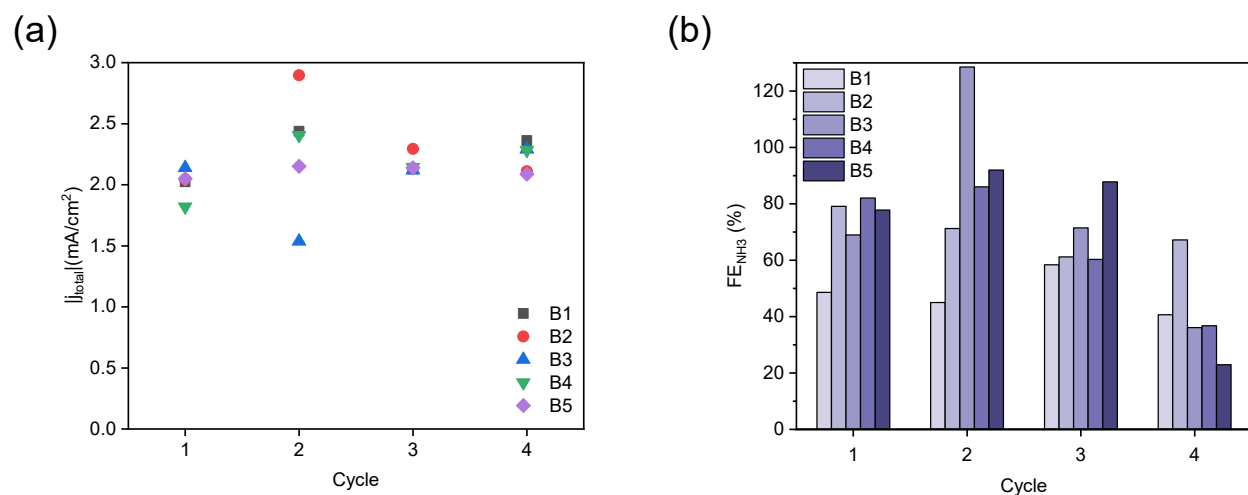 (a)
3.0
2.5
2.0
1.5
1.0
0.5
0.0
|j_total|(mA/cm²)
1 2 3 4
Cycle
B1
B2
B3
B4
B5
(b)
120
100
80
60
40
20
0
FE_NH3 (%)
1 2 3 4
Cycle
B1
B2
B3
B4
B5